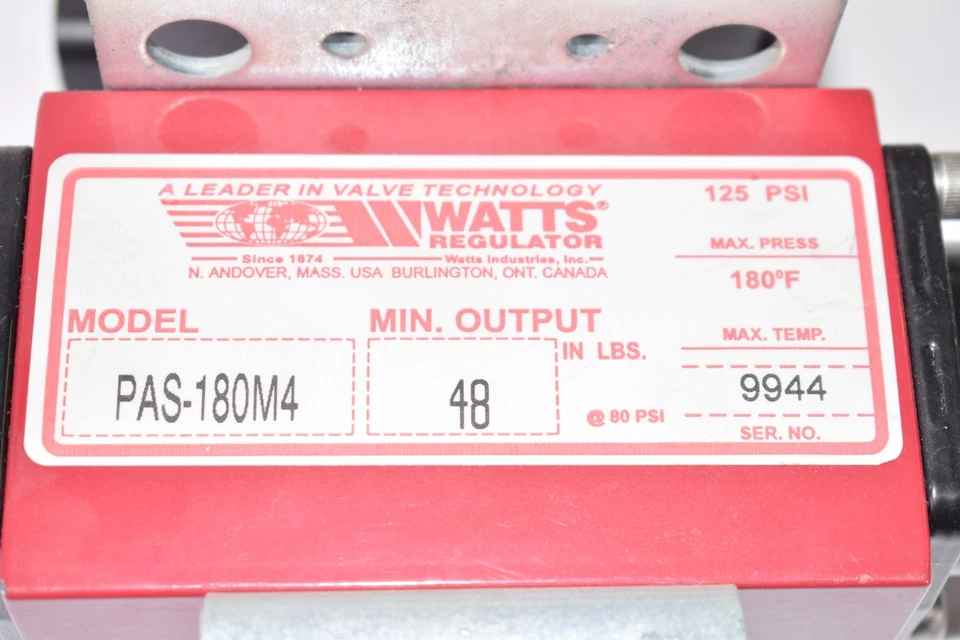 A LEADER IN VALVE TECHNOLOGY
WATTS®
REGULATOR
Since 1874 Watts Industries, Inc.
N. ANDOVER, MASS. USA BURLINGTON, ONT. CANADA
125 PSI
MAX. PRESS
180°F
MAX. TEMP.
MODEL
PAS-180M4
MIN. OUTPUT
48
IN LBS.
@ 80 PSI
9944
SER. NO.